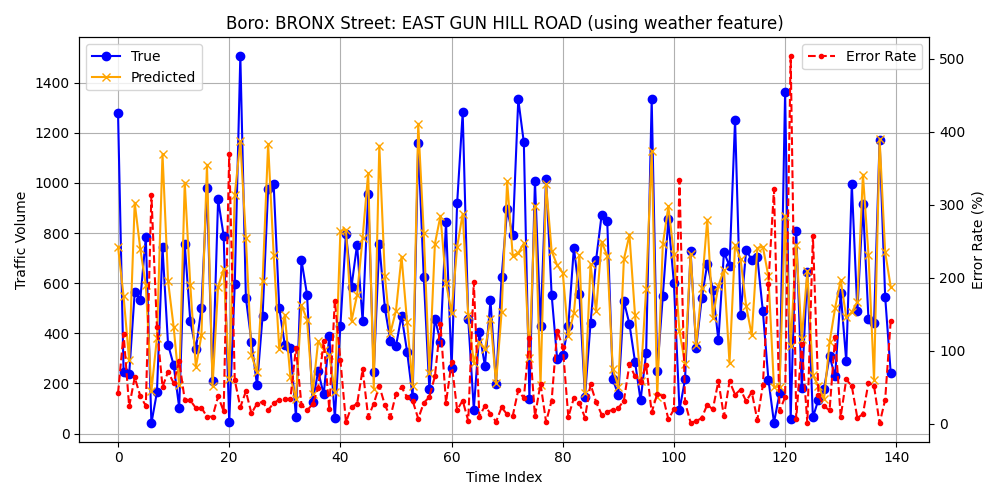 Boro: BRONX Street: EAST GUN HILL ROAD (using weather feature)
True
Predicted
Error Rate
Traffic Volume
1400
1200
1000
800
600
400
200
0
500
400
300
200
100
0
Error Rate (%)
0 20 40 60 80 100 120 140
Time Index